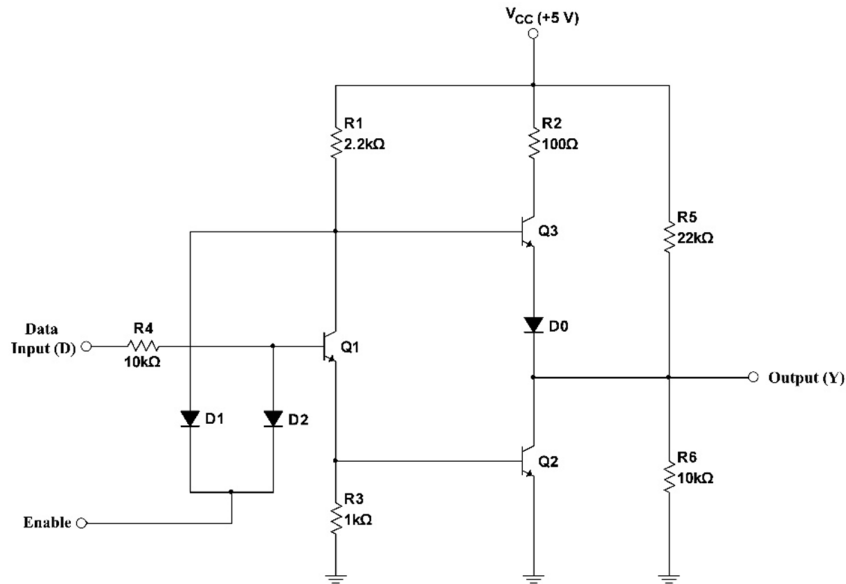 VCC (+5 V)
R1
2.2kΩ
R2
100Ω
Q3
R5
22kΩ
Data
Input (D)
R4
10kΩ
Q1
D0
Output (Y)
D1
D2
Q2
R6
10kΩ
R3
1kΩ
Enable